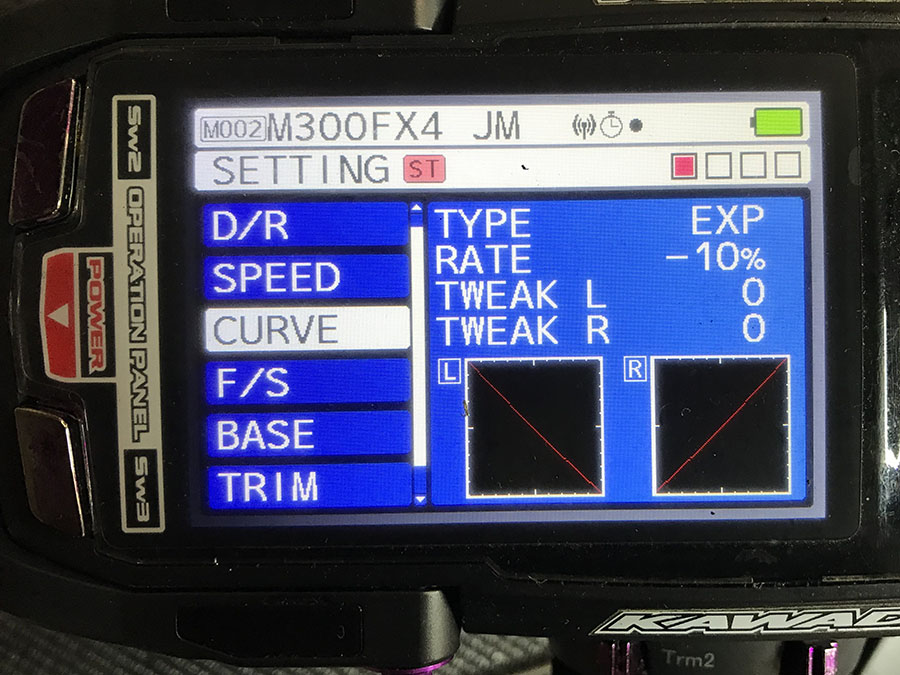 M002 M300FX4 JM
SETTING ST
D/R
SPEED
CURVE
F/S
BASE
TRIM
TYPE EXP
RATE -10%
TWEAK L 0
TWEAK R 0
L
R
SW2 OPERATION PANEL SW3
POWER
KAWAD
Trm2